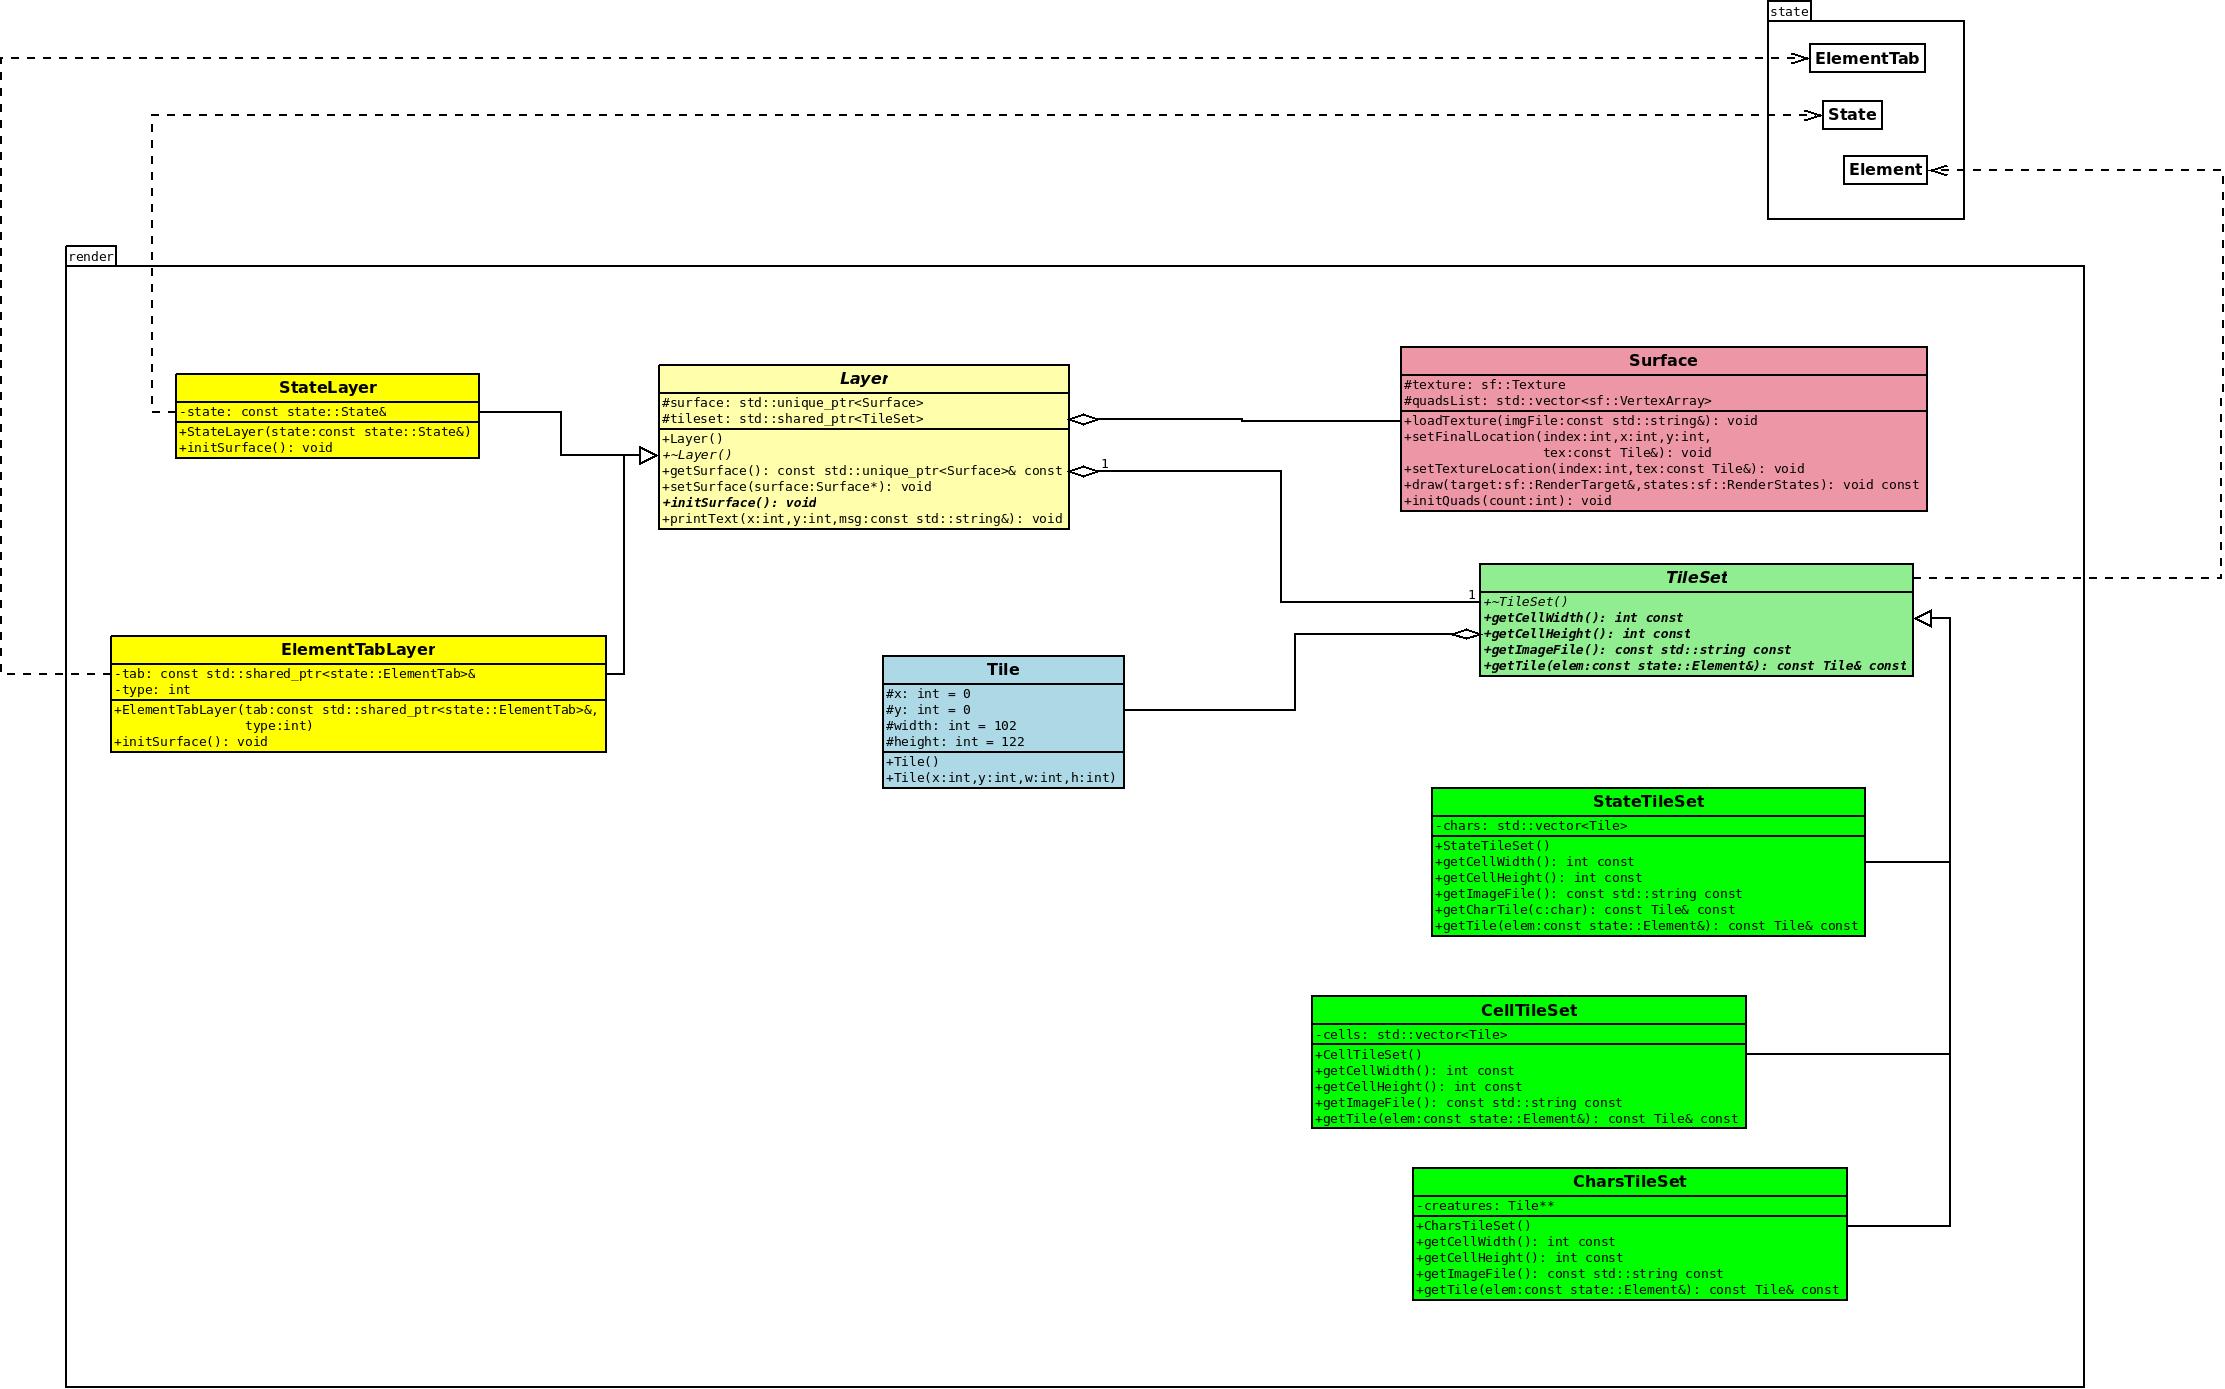 state
ElementTab
State
Element
render
StateLayer
-state: const state::State&
+StateLayer(state:const state::State&)
+initSurface(): void
Layer
#surface: std::unique_ptr<Surface>
#tileset: std::shared_ptr<TileSet>
+Layer()
+~Layer()
+getSurface(): const std::unique_ptr<Surface>& const
+setSurface(surface:Surface*): void
+initSurface(): void
+printText(x:int,y:int,msg:const std::string&): void
1
Surface
#texture: sf::Texture
#quadsList: std::vector<sf::VertexArray>
+loadTexture(imgFile:const std::string&): void
+setFinalLocation(index:int,x:int,y:int,
tex:const Tile&): void
+setTextureLocation(index:int,tex:const Tile&): void
+draw(target:sf::RenderTarget&,states:sf::RenderStates): void const
+initQuads(count:int): void
1
TileSet
+~TileSet()
+getCellWidth(): int const
+getCellHeight(): int const
+getImageFile(): const std::string const
+getTile(elem:const state::Element&): const Tile& const
ElementTabLayer
-tab: const std::shared_ptr<state::ElementTab>&
-type: int
+ElementTabLayer(tab:const std::shared_ptr<state::ElementTab>&,
type:int)
+initSurface(): void
Tile
#x: int = 0
#y: int = 0
#width: int = 102
#height: int = 122
+Tile()
+Tile(x:int,y:int,w:int,h:int)
StateTileSet
-chars: std::vector<Tile>
+StateTileSet()
+getCellWidth(): int const
+getCellHeight(): int const
+getImageFile(): const std::string const
+getCharTile(c:char): const Tile& const
+getTile(elem:const state::Element&): const Tile& const
CellTileSet
-cells: std::vector<Tile>
+CellTileSet()
+getCellWidth(): int const
+getCellHeight(): int const
+getImageFile(): const std::string const
+getTile(elem:const state::Element&): const Tile& const
CharsTileSet
-creatures: Tile**
+CharsTileSet()
+getCellWidth(): int const
+getCellHeight(): int const
+getImageFile(): const std::string const
+getTile(elem:const state::Element&): const Tile& const